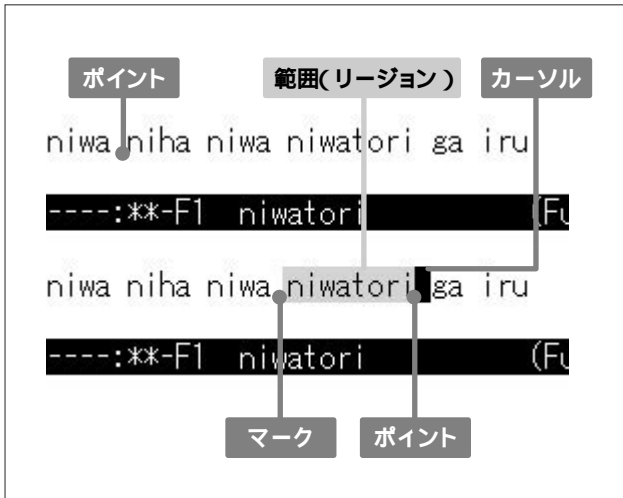 ポイント 範囲(リージョン) カーソル
niwa niha niwa niwatori ga iru
----:**-F1 niwatori (Fu
niwa niha niwa niwatori ga iru
----:**-F1 niwatori (Fu
マーク ポイント